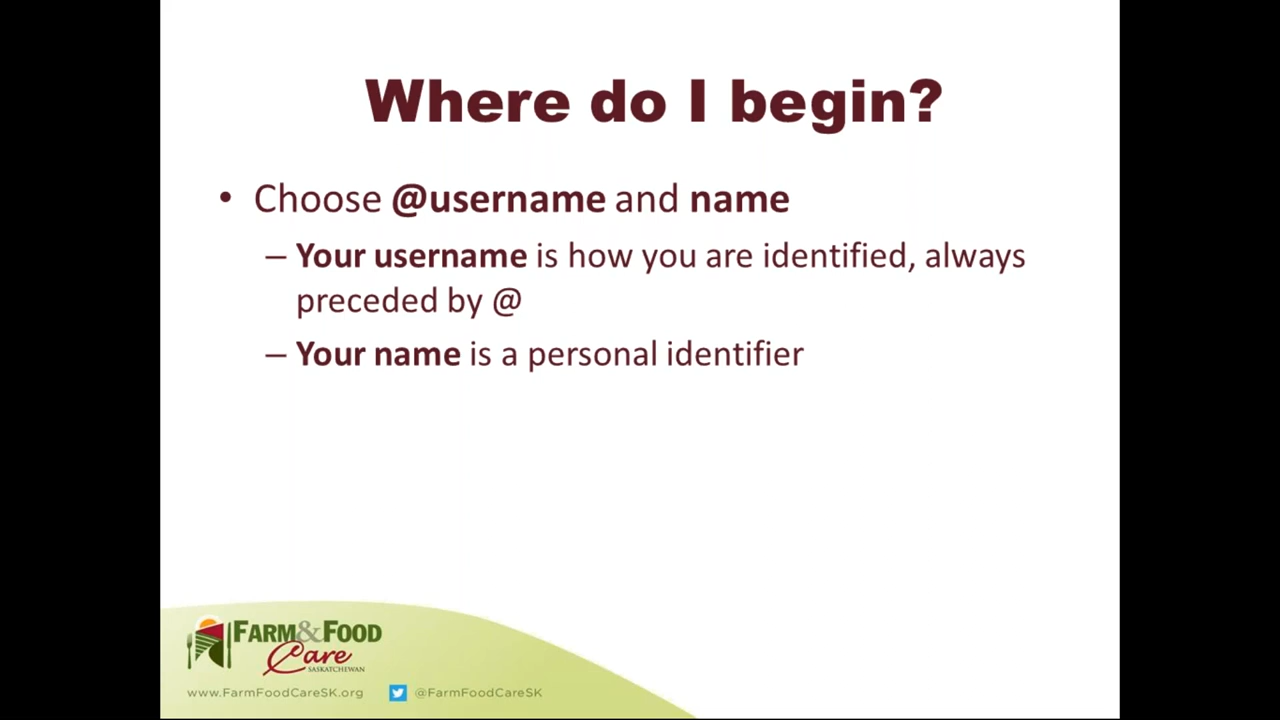 Where do I begin?
• Choose @username and name
– Your username is how you are identified, always
preceded by @
– Your name is a personal identifier
FARM&FOOD
Care
SASKATCHEWAN
www.FarmFoodCareSK.org @FarmFoodCareSK